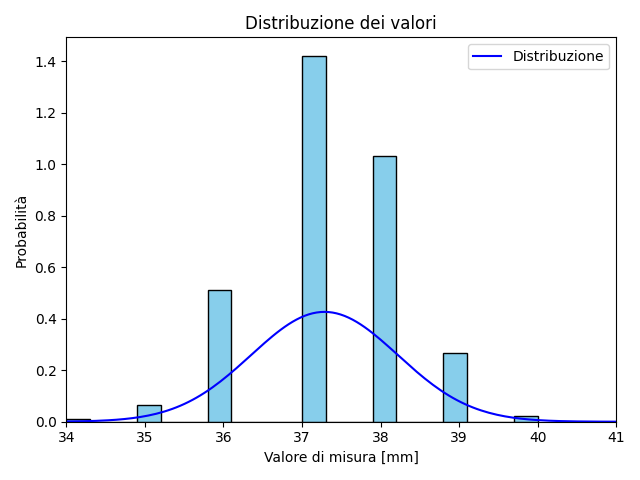 Distribuzione dei valori
Distribuzione
Probabilità
1.4
1.2
1.0
0.8
0.6
0.4
0.2
0.0
34 35 36 37 38 39 40 41
Valore di misura [mm]